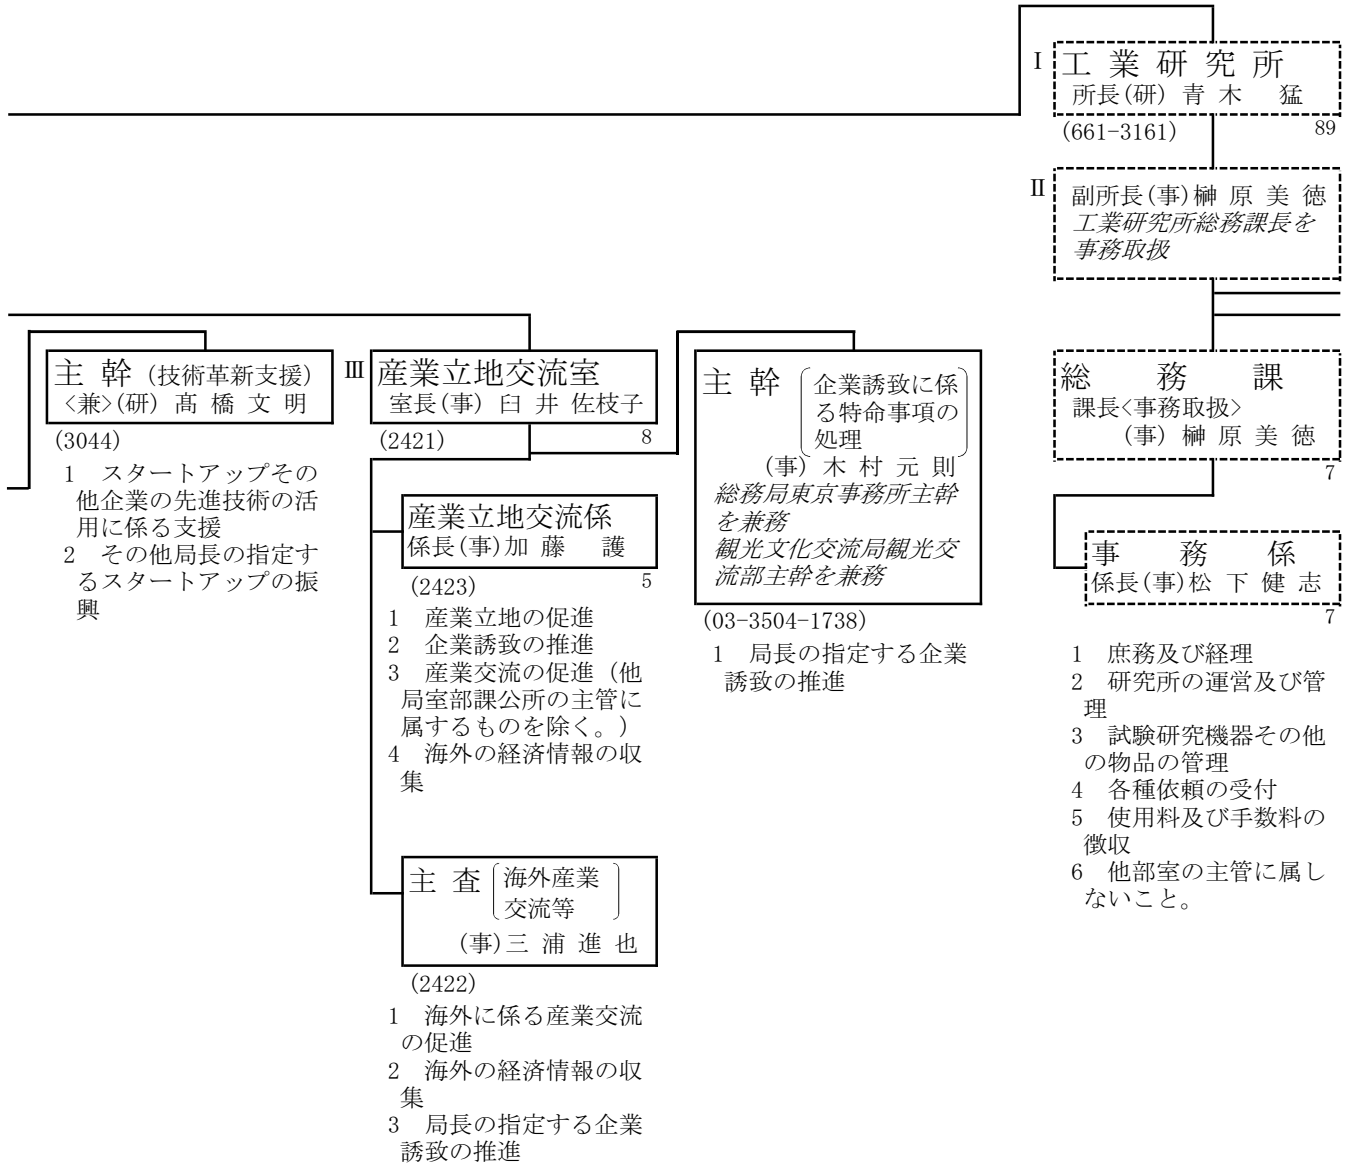 Ⅰ
工 業 研 究 所
所長(研) 青 木　猛
(661-3161)
89
Ⅱ
副所長(事)榊 原 美 徳
工業研究所総務課長を
事務取扱
主 幹 (技術革新支援)
<兼>(研) 髙 橋 文 明
(3044)
1　スタートアップその
他企業の先進技術の活
用に係る支援
2　その他局長の指定す
るスタートアップの振
興
Ⅲ
産業立地交流室
室長(事) 臼 井 佐枝子
(2421)
8
産業立地交流係
係長(事)加 藤　護
(2423)
5
1　産業立地の促進
2　企業誘致の推進
3　産業交流の促進（他
局室部課公所の主管に
属するものを除く。）
4　海外の経済情報の収
集
主 査 海外産業
交流等
(事)三 浦 進 也
(2422)
1　海外に係る産業交流
の促進
2　海外の経済情報の収
集
3　局長の指定する企業
誘致の推進
主 幹 企業誘致に係
る特命事項の
処理
(事) 木 村 元 則
総務局東京事務所主幹
を兼務
観光文化交流局観光交
流部主幹を兼務
(03-3504-1738)
1　局長の指定する企業
誘致の推進
総　務　課
課長<事務取扱>
(事) 榊 原 美 徳
7
事　務　係
係長(事)松 下 健 志
7
1　庶務及び経理
2　研究所の運営及び管
理
3　試験研究機器その他
の物品の管理
4　各種依頼の受付
5　使用料及び手数料の
徴収
6　他部室の主管に属し
ないこと。